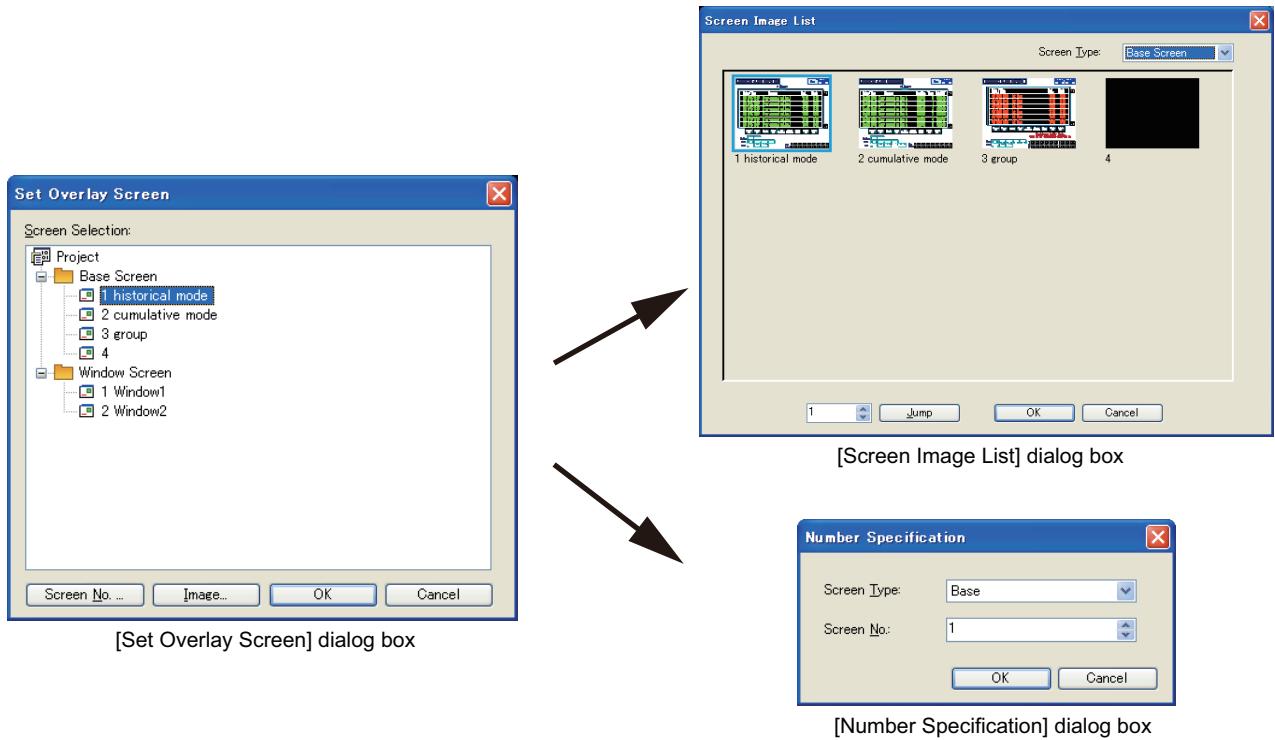 Set Overlay Screen
Screen Selection:
Project
Base Screen
1 historical mode
2 cumulative mode
3 group
4
Window Screen
1 Window1
2 Window2
Screen No. ... Image... OK Cancel
[Set Overlay Screen] dialog box
Screen Image List
Screen Type: Base Screen
1 historical mode 2 cumulative mode 3 group 4
1 Jump OK Cancel
[Screen Image List] dialog box
Number Specification
Screen Type: Base
Screen No.: 1
OK Cancel
[Number Specification] dialog box